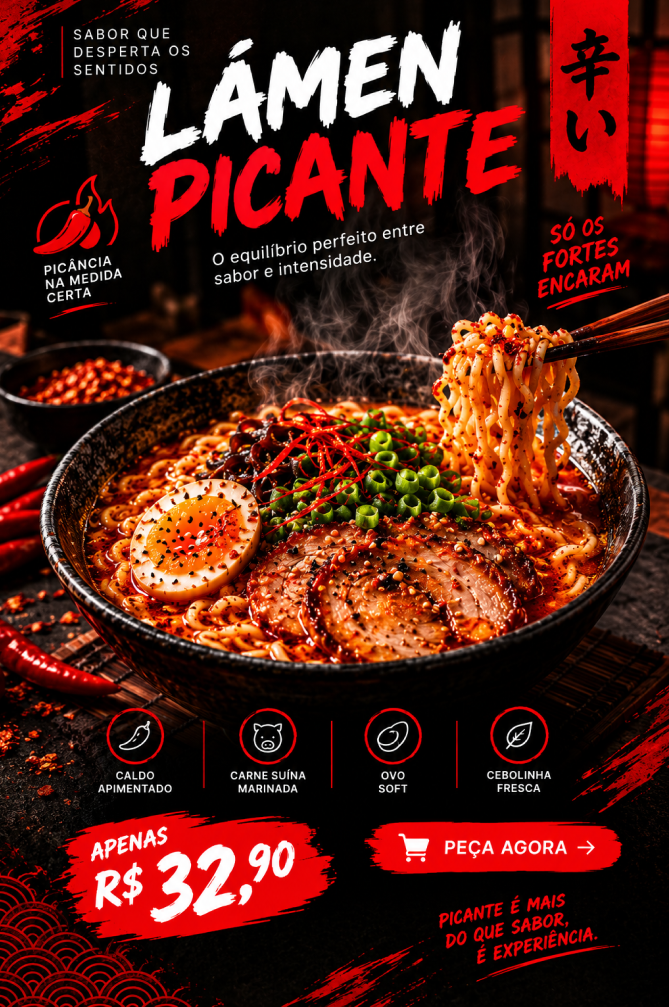 SABOR QUE
DESPERTA OS
SENTIDOS
LÁMEN
PICANTE
辛い
PICÂNCIA
NA MEDIDA
CERTA
O equilíbrio perfeito entre
sabor e intensidade.
SÓ OS
FORTES
ENCARAM
CALDO
APIMENTADO
CARNE SUÍNA
MARINADA
OVO
SOFT
CEBOLINHA
FRESCA
APENAS
R$ 32,90
PEÇA AGORA →
PICANTE É MAIS
DO QUE SABOR,
É EXPERIÊNCIA.